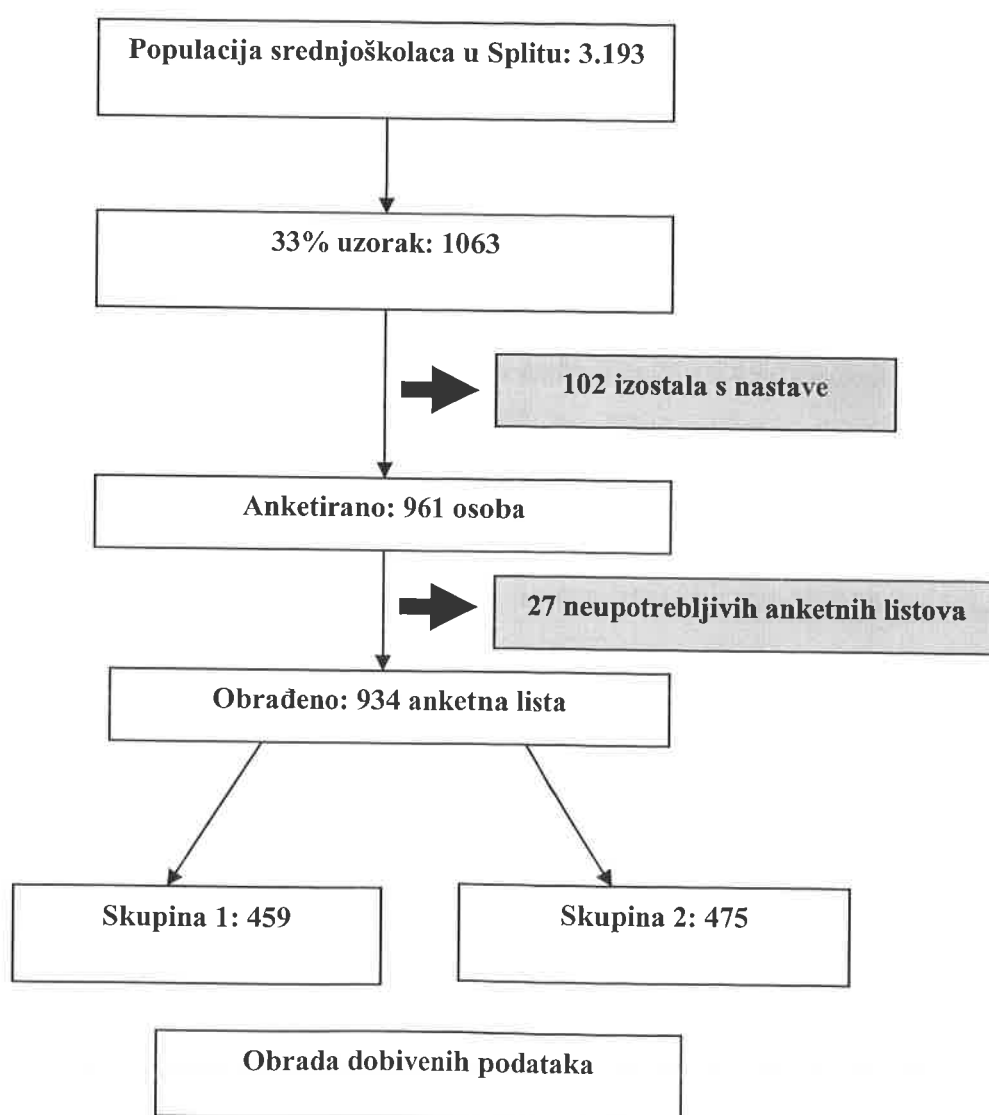 Populacija srednjoškolaca u Splitu: 3.193
33% uzorak: 1063
102 izostala s nastave
Anketirano: 961 osoba
27 neupotrebljivih anketnih listova
Obrađeno: 934 anketna lista
Skupina 1: 459
Skupina 2: 475
Obrada dobivenih podataka